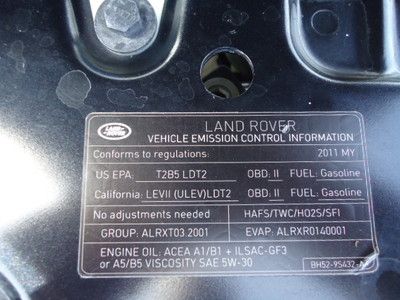 LAND ROVER
LAND ROVER
VEHICLE EMISSION CONTROL INFORMATION
Conforms to regulations: 2011 MY
US EPA: T2B5 LDT2 OBD: II FUEL: Gasoline
California: LEVII (ULEV)LDT2 OBD: II FUEL: Gasoline
No adjustments needed HAFS/TWC/HO2S/SFI
GROUP: ALRXT03.2001 EVAP: ALRXR0140001
ENGINE OIL: ACEA A1/B1 + ILSAC-GF3
or A5/B5 VISCOSITY SAE 5W-30